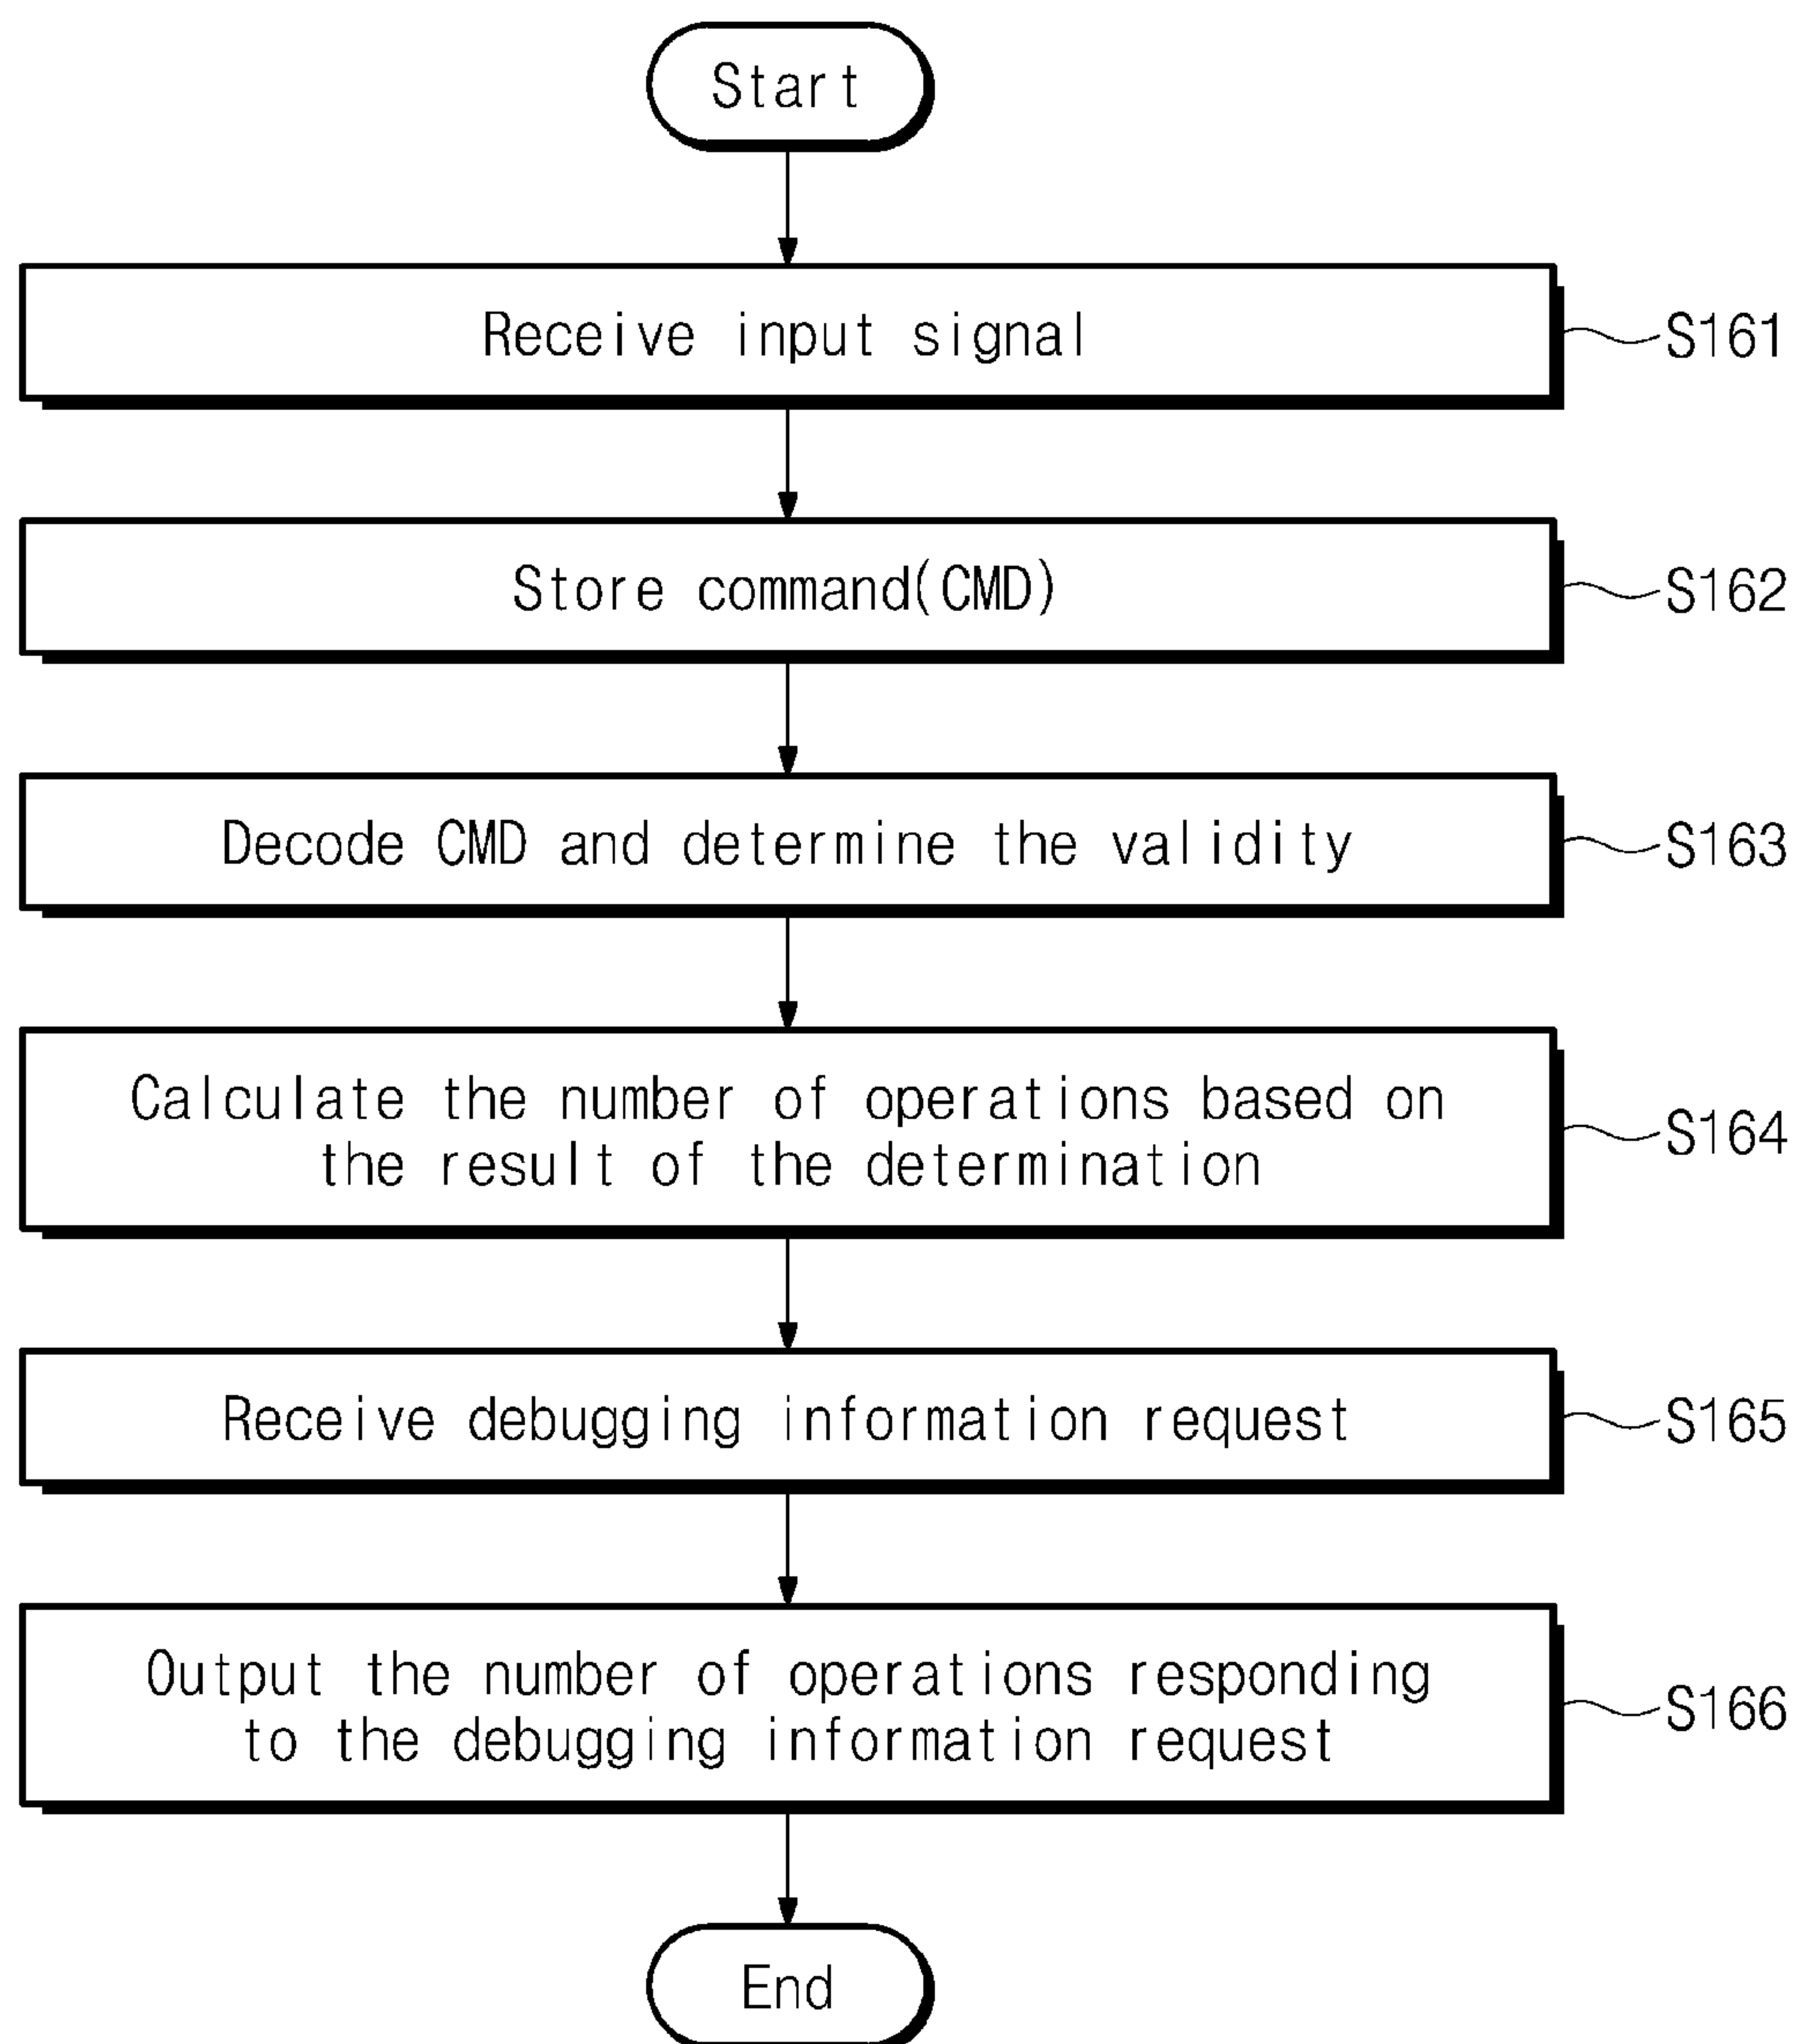 Start
Receive input signal
S161
Store command(CMD)
S162
Decode CMD and determine the validity
S163
Calculate the number of operations based on
the result of the determination
S164
Receive debugging information request
S165
Output the number of operations responding
to the debugging information request
S166
End